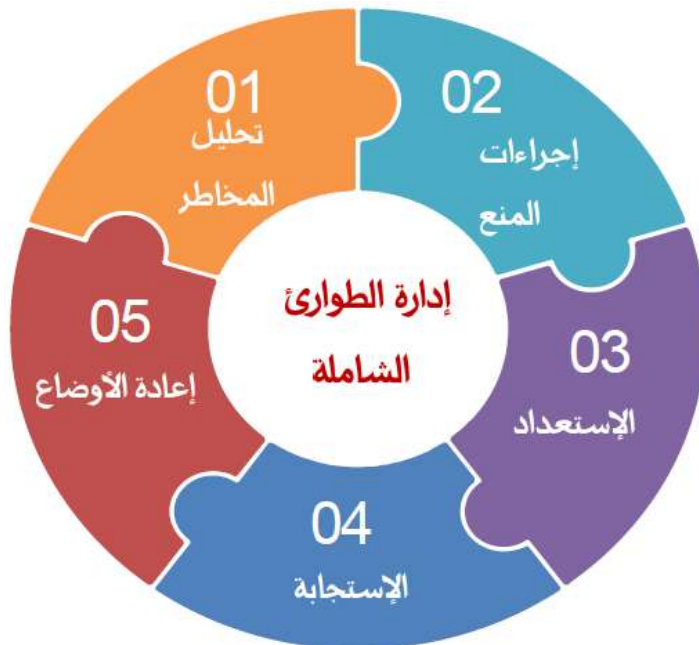 01
تحليل
المخاطر
02
إجراءات
المنع
03
الإستعداد
04
الإستجابة
05
إعادة الأوضاع
إدارة الطوارئ
الشاملة